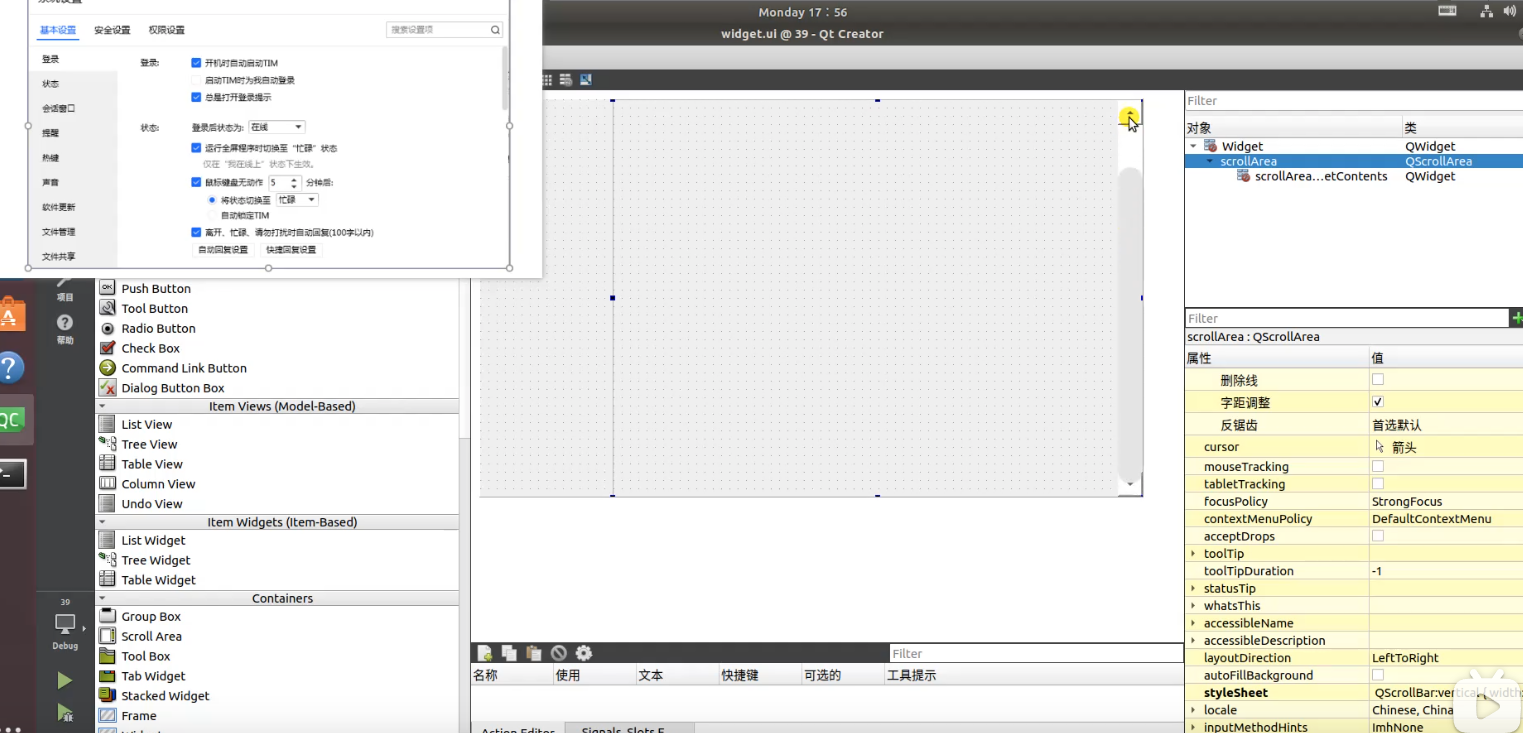 Monday 17：56
widget.ui @ 39 - Qt Creator
基本设置
安全设置
权限设置
搜索设置项
登录
状态
会话窗口
提醒
热键
声音
软件更新
文件管理
文件共享
登录:
开机时自动启动TIM
启动TIM时为我自动登录
总是打开登录提示
状态:
登录后状态为:
在线
运行全屏程序时切换至“忙碌”状态
仅在“我在线上”状态下生效。
鼠标键盘无动作
5
分钟后:
将状态切换至
忙碌
自动锁定TIM
离开、忙碌、请勿打扰时自动回复(100字以内)
自动回复设置
快捷回复设置
项目
帮助
39
Debug
Push Button
Tool Button
Radio Button
Check Box
Command Link Button
Dialog Button Box
Item Views (Model-Based)
List View
Tree View
Table View
Column View
Undo View
Item Widgets (Item-Based)
List Widget
Tree Widget
Table Widget
Containers
Group Box
Scroll Area
Tool Box
Tab Widget
Stacked Widget
Frame
Filter
名称
使用
文本
快捷键
可选的
工具提示
Action Editor
Filter
对象
类
Widget
QWidget
scrollArea
QScrollArea
scrollArea...etContents
QWidget
Filter
scrollArea : QScrollArea
属性
值
删除线
字距调整
反锯齿
首选默认
cursor
箭头
mouseTracking
tabletTracking
focusPolicy
StrongFocus
contextMenuPolicy
DefaultContextMenu
acceptDrops
toolTip
toolTipDuration
-1
statusTip
whatsThis
accessibleName
accessibleDescription
layoutDirection
LeftToRight
autoFillBackground
styleSheet
QScrollBar:vertical { width:
locale
Chinese, China
inputMethodHints
ImhNone